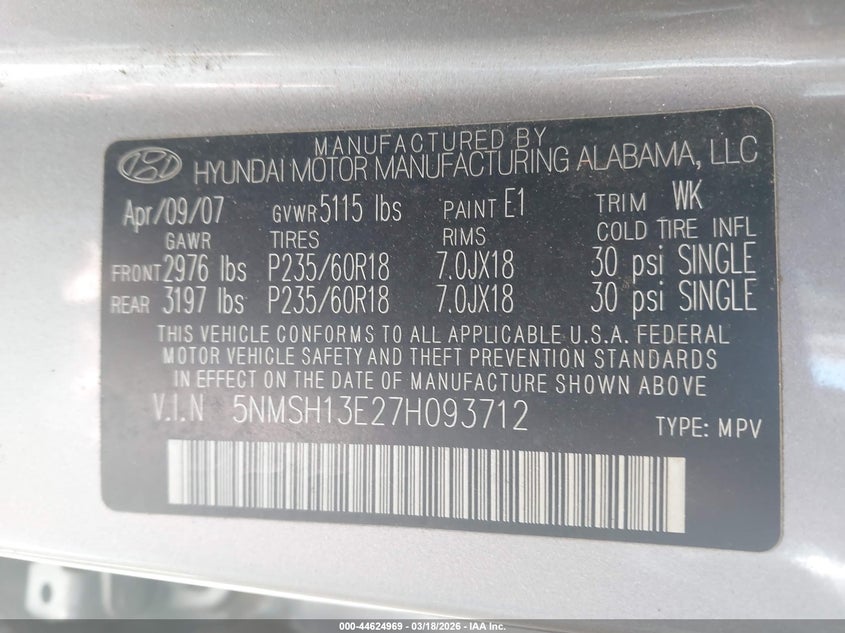 MANUFACTURED BY
HYUNDAI MOTOR MANUFACTURING ALABAMA, LLC
Apr/09/07 GVWR 5115 lbs PAINT E1 TRIM WK
GAWR TIRES RIMS COLD TIRE INFL
FRONT 2976 lbs P235/60R18 7.0JX18 30 psi SINGLE
REAR 3197 lbs P235/60R18 7.0JX18 30 psi SINGLE
THIS VEHICLE CONFORMS TO ALL APPLICABLE U.S.A. FEDERAL
MOTOR VEHICLE SAFETY AND THEFT PREVENTION STANDARDS
IN EFFECT ON THE DATE OF MANUFACTURE SHOWN ABOVE
V.I.N 5NMSH13E27H093712 TYPE: MPV
000-44624969 — 03/18/2026 — IAA Inc.